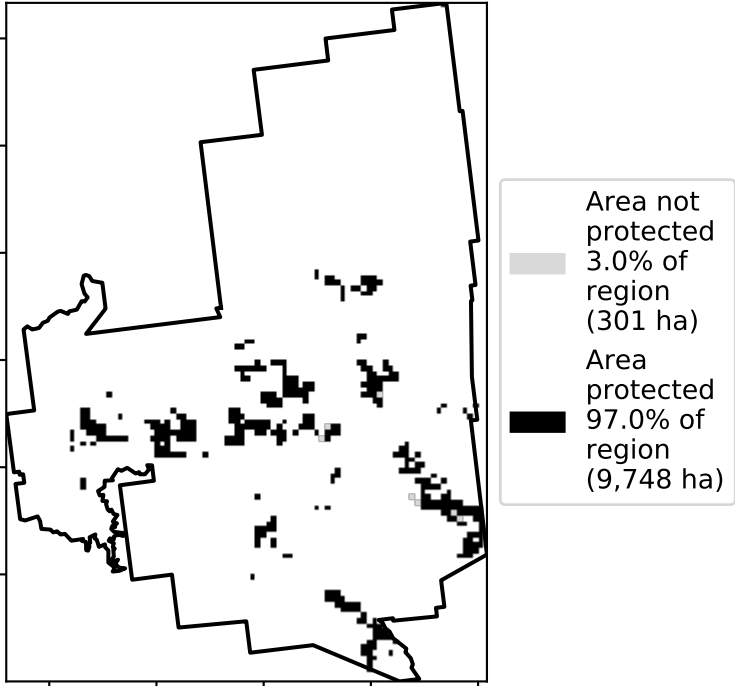 Area not
protected
3.0% of
region
(301 ha)
Area
protected
97.0% of
region
(9,748 ha)